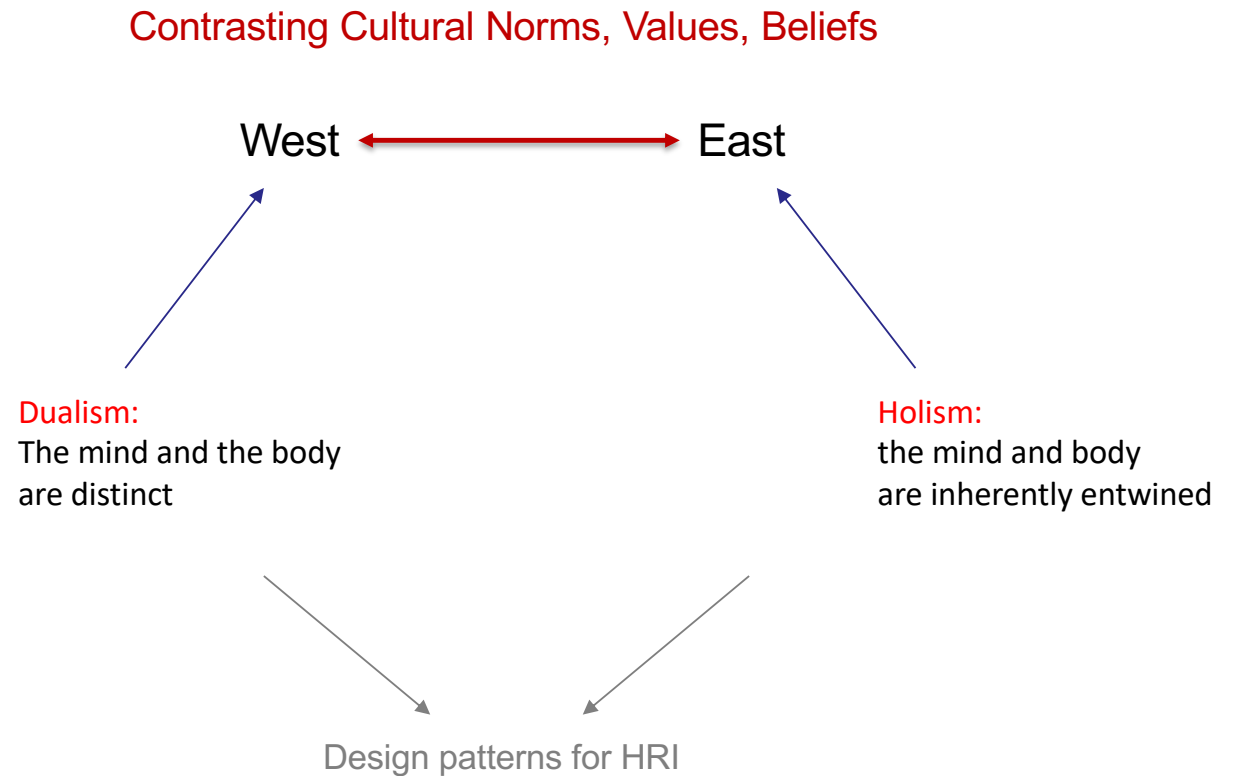 Contrasting Cultural Norms, Values, Beliefs
West
East
Dualism:
The mind and the body
are distinct
Holism:
the mind and body
are inherently entwined
Design patterns for HRI